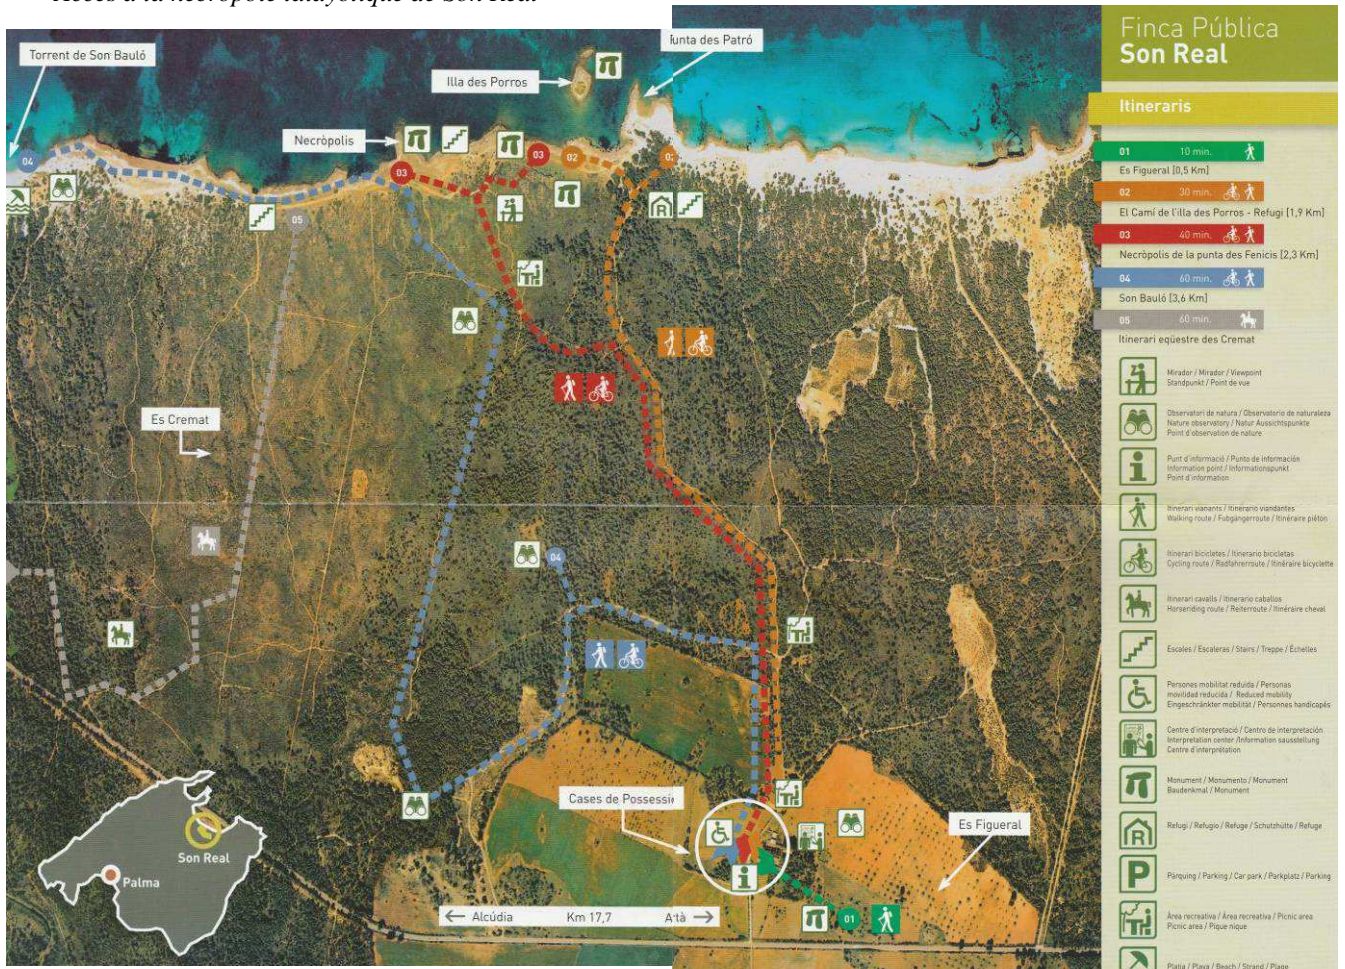 Accés à la nécropole talayotique de Son Real
Torrent de Son Bauló
Illa des Porros
unta des Patró
Necròpolis
04
03
03
02
05
Es Cremat
04
Cases de Possessi
Es Figueral
01
← Alcúdia Km 17,7 A tà →
Son Real
Palma
Finca Pública
Son Real
Itineraris
01 10 min.
Es Figueral [0,5 Km]
02 30 min.
El Camí de l'illa des Porros - Refugi [1,9 Km]
03 40 min.
Necròpolis de la punta des Fenicis [2,3 Km]
04 60 min.
Son Bauló [3,6 Km]
05 60 min.
Itinerari eqüestre des Cremat
Mirador / Mirador / Viewpoint
Standpunkt / Point de vue
Observatori de natura / Observatorio de naturaleza
Nature observatory / Natur Aussichtspunkte
Point d'observation de nature
Punt d'informació / Punto de información
Information point / Informationspunkt
Point d'information
Itinerari vianants / Itinerario viandantes
Walking route / Fubgängerroute / Itinéraire piéton
Itinerari bicicletes / Itinerario bicicletas
Cycling route / Radfahrerroute / Itinéraire bicyclette
Itinerari cavalls / Itinerario caballos
Horseriding route / Reiterroute / Itinéraire cheval
Escales / Escaleras / Stairs / Treppe / Échelles
Persones mobilitat reduïda / Personas
movilidad reducida / Reduced mobility
Eingeschränkter mobilität / Personnes handicapés
Centre d'interpretació / Centro de interpretación
Interpretation center /Information sausstellung
Centre d'interprétation
Monument / Monumento / Monument
Baudenkmal / Monument
R
Refugi / Refugio / Refuge / Schutzhütte / Refuge
P
Pàrquing / Parking / Car park / Parkplatz / Parking
Àrea recreativa / Área recreativa / Picnic area
Picnic area / Pique nique
Platja / Playa / Beach / Strand / Plage